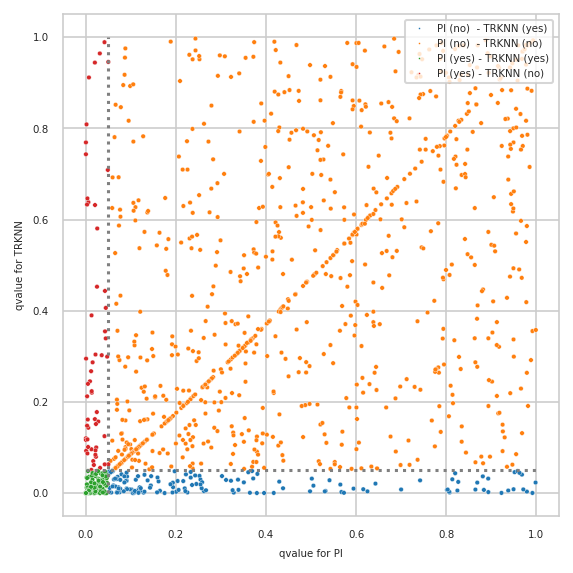 PI (no)  - TRKNN (yes)
PI (no)  - TRKNN (no)
PI (yes) - TRKNN (yes)
PI (yes) - TRKNN (no)
1.0
0.8
0.6
0.4
0.2
0.0
qvalue for TRKNN
0.0 0.2 0.4 0.6 0.8 1.0
qvalue for PI